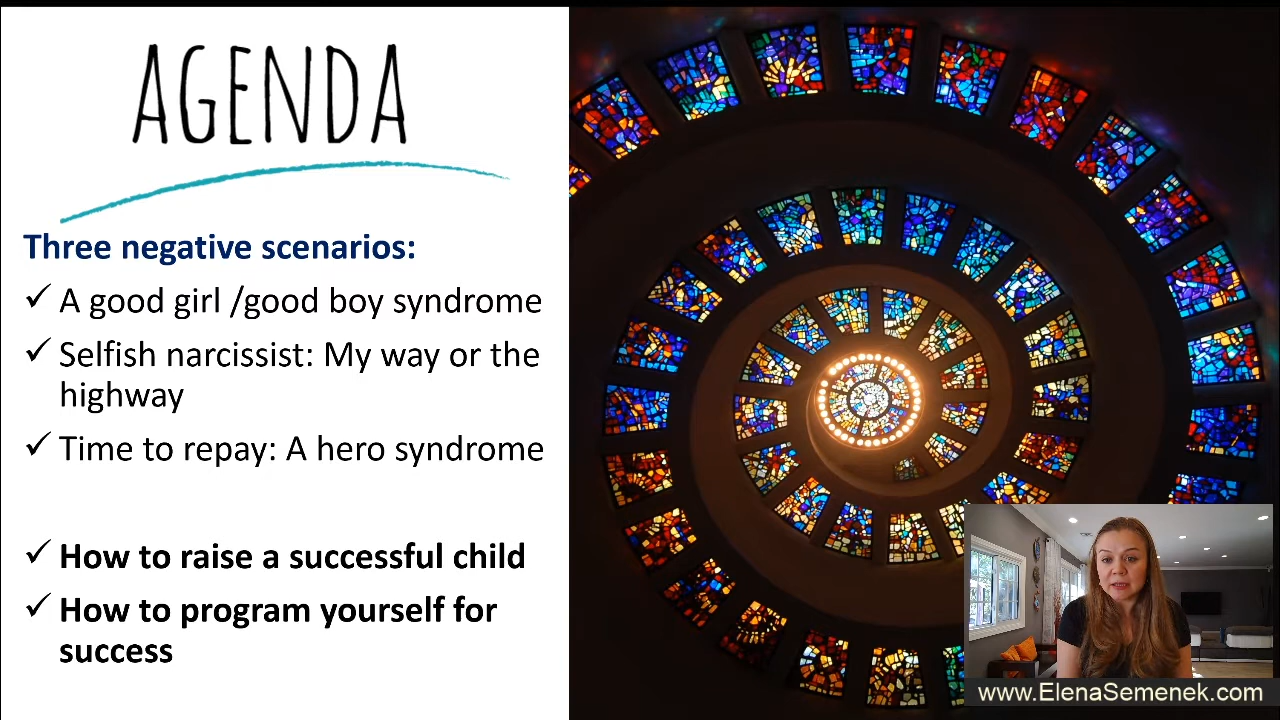 AGENDA
Three negative scenarios:
✓ A good girl /good boy syndrome
✓ Selfish narcissist: My way or the
highway
✓ Time to repay: A hero syndrome
✓ How to raise a successful child
✓ How to program yourself for
success
www.ElenaSemenek.com